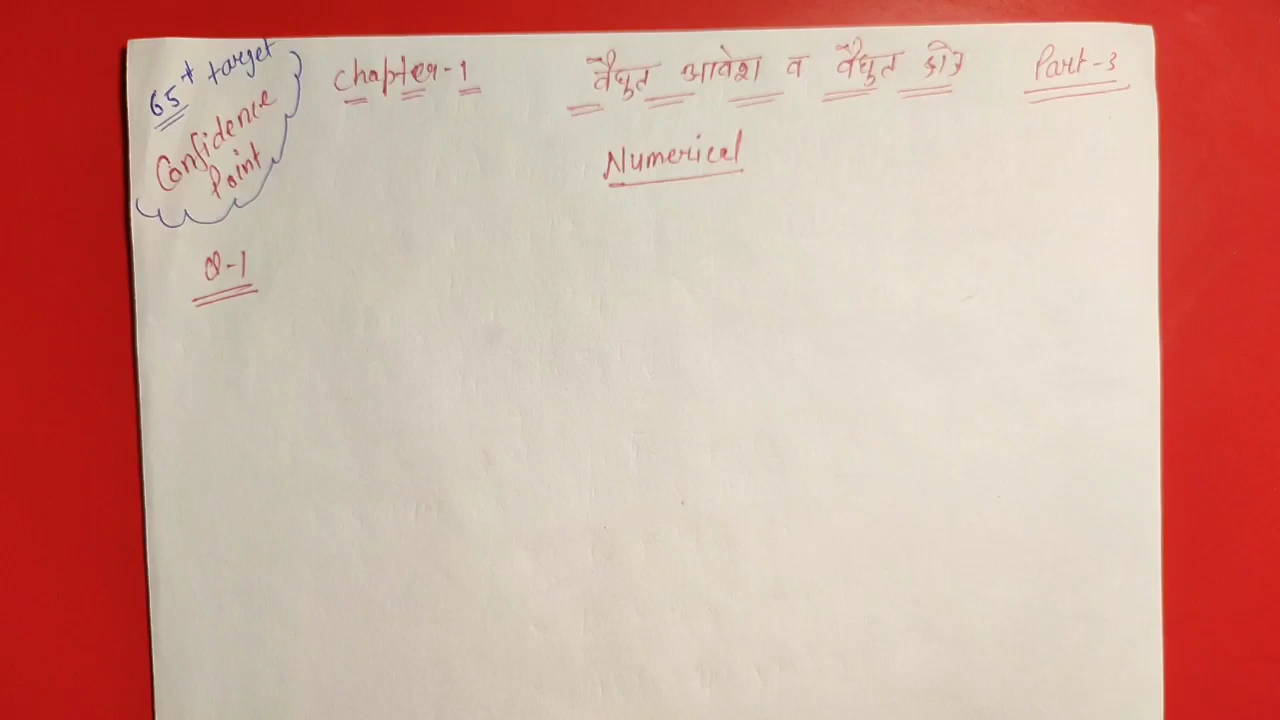 65+ target
Confidence
Point
Chapter-1 वैधुत आवेश व वैधुत क्षेत्र Part-3
Numerical
Q-1